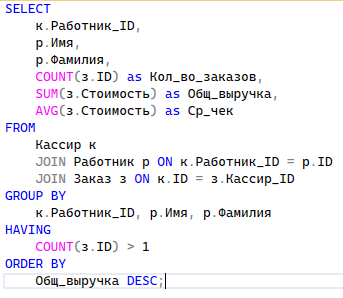 SELECT
к.Работник_ID,
р.Имя,
р.Фамилия,
COUNT(з.ID) as Кол_во_заказов,
SUM(з.Стоимость) as Общ_выручка,
AVG(з.Стоимость) as Ср_чек
FROM
Кассир к
JOIN Работник р ON к.Работник_ID = р.ID
JOIN Заказ з ON к.ID = з.Кассир_ID
GROUP BY
к.Работник_ID, р.Имя, р.Фамилия
HAVING
COUNT(з.ID) > 1
ORDER BY
Общ_выручка DESC;